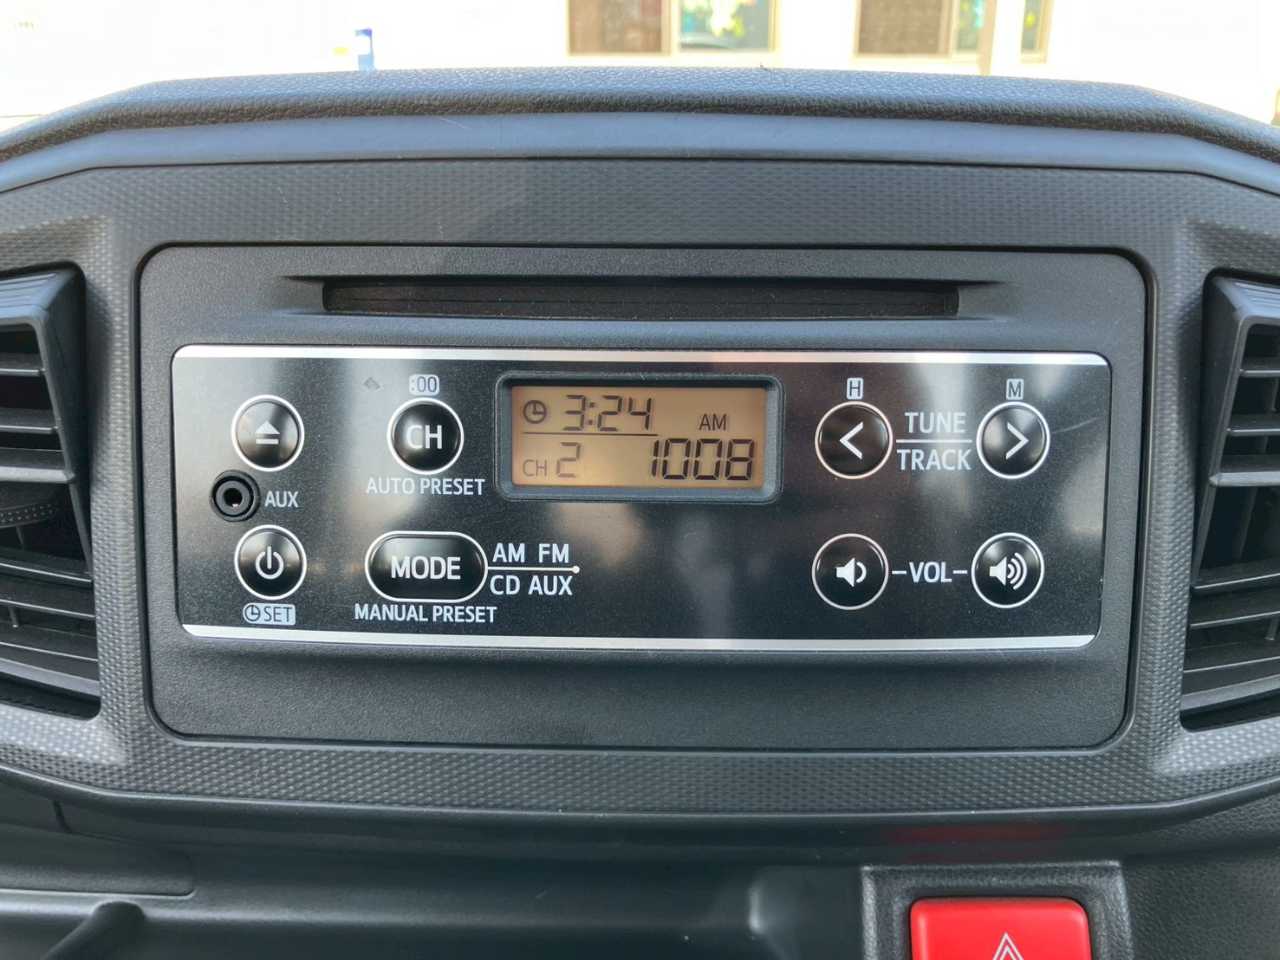 :00
H
M
CH
AUTO PRESET
3:24
AM
CH 2
1008
TUNE
TRACK
AUX
MODE
AM FM
CD AUX
MANUAL PRESET
SET
-VOL-